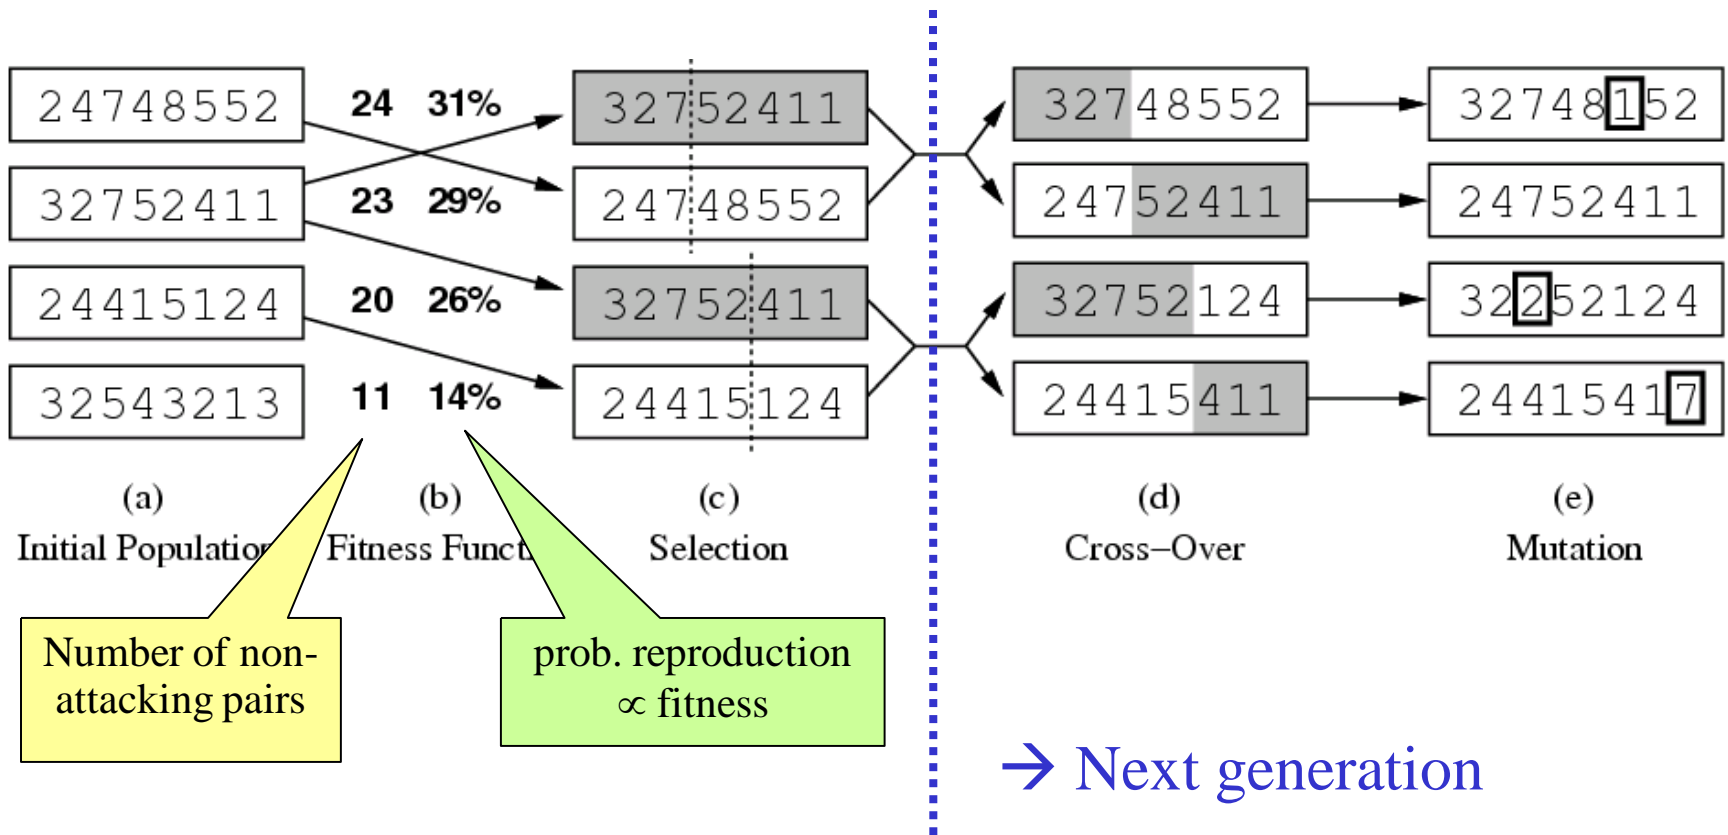 24748552 24 31% 32752411 32748552 32748152
32752411 23 29% 24748552 24752411 24752411
24415124 20 26% 32752411 32752124 32252124
32543213 11 14% 24415124 24415411 24415417
(a) (b) (c) (d) (e)
Initial Population Fitness Funct Selection Cross–Over Mutation
Number of non-
attacking pairs
prob. reproduction
∝ fitness
→ Next generation